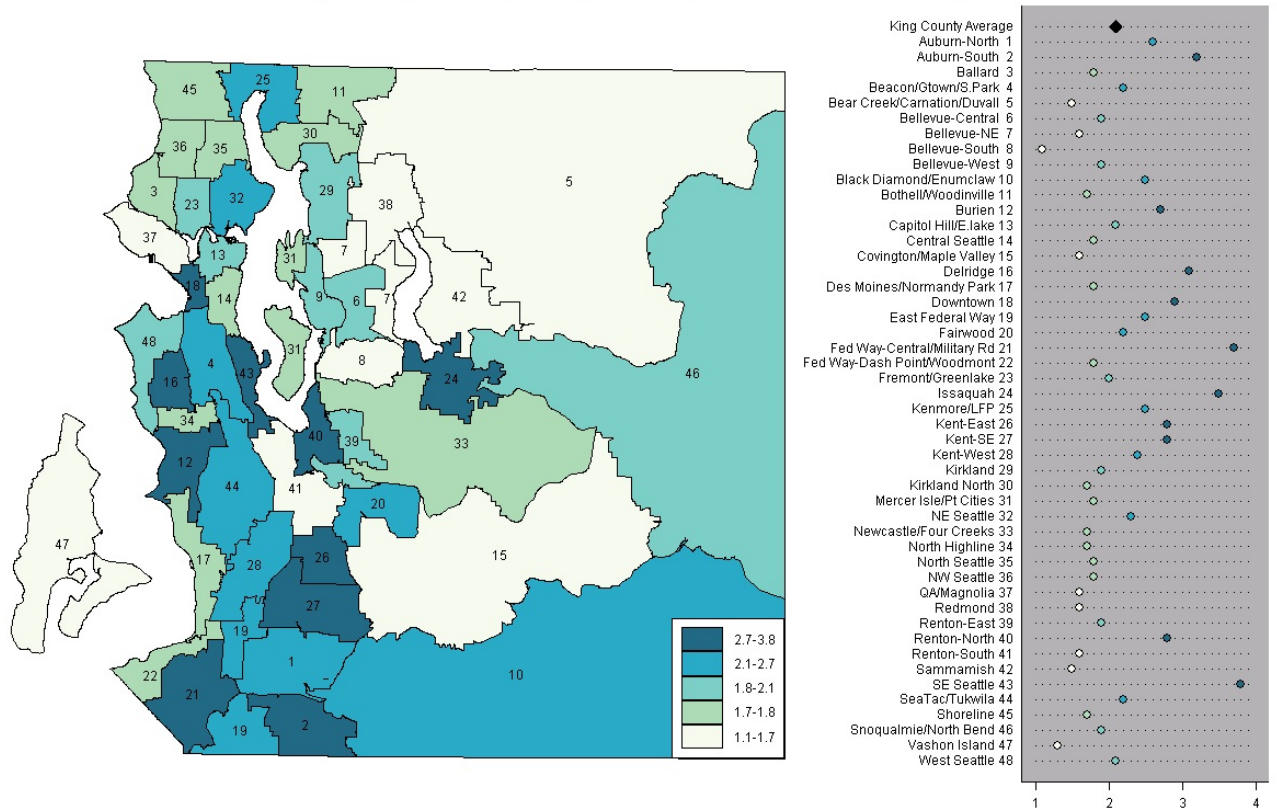 45
25
11
36
35
30
3
23
32
29
38
5
37
13
31
7
18
14
9
6
7
42
48
4
43
31
8
16
24
46
34
12
40
39
33
44
41
20
47
17
28
26
15
27
19
1
22
21
10
19
2
2.7-3.8
2.1-2.7
1.8-2.1
1.7-1.8
1.1-1.7
King County Average
Auburn-North 1
Auburn-South 2
Ballard 3
Beacon/Gtown/S.Park 4
Bear Creek/Carnation/Duvall 5
Bellevue-Central 6
Bellevue-NE 7
Bellevue-South 8
Bellevue-West 9
Black Diamond/Enumclaw 10
Bothell/Woodinville 11
Burien 12
Capitol Hill/E.lake 13
Central Seattle 14
Covington/Maple Valley 15
Delridge 16
Des Moines/Normandy Park 17
Downtown 18
East Federal Way 19
Fairwood 20
Fed Way-Central/Military Rd 21
Fed Way-Dash Point/Woodmont 22
Fremont/Greenlake 23
Issaquah 24
Kenmore/LFP 25
Kent-East 26
Kent-SE 27
Kent-West 28
Kirkland 29
Kirkland North 30
Mercer Isle/Pt Cities 31
NE Seattle 32
Newcastle/Four Creeks 33
North Highline 34
North Seattle 35
NW Seattle 36
QA/Magnolia 37
Redmond 38
Renton-East 39
Renton-North 40
Renton-South 41
Sammamish 42
SE Seattle 43
SeaTac/Tukwila 44
Shoreline 45
Snoqualmie/North Bend 46
Vashon Island 47
West Seattle 48
1 2 3 4